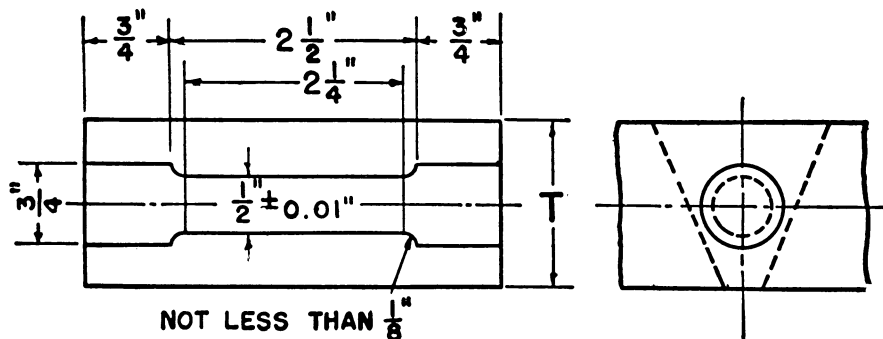 3/4" 2 1/2" 3/4"
2 1/4"
3/4" 1/2" ± 0.01" T
NOT LESS THAN 1/8"